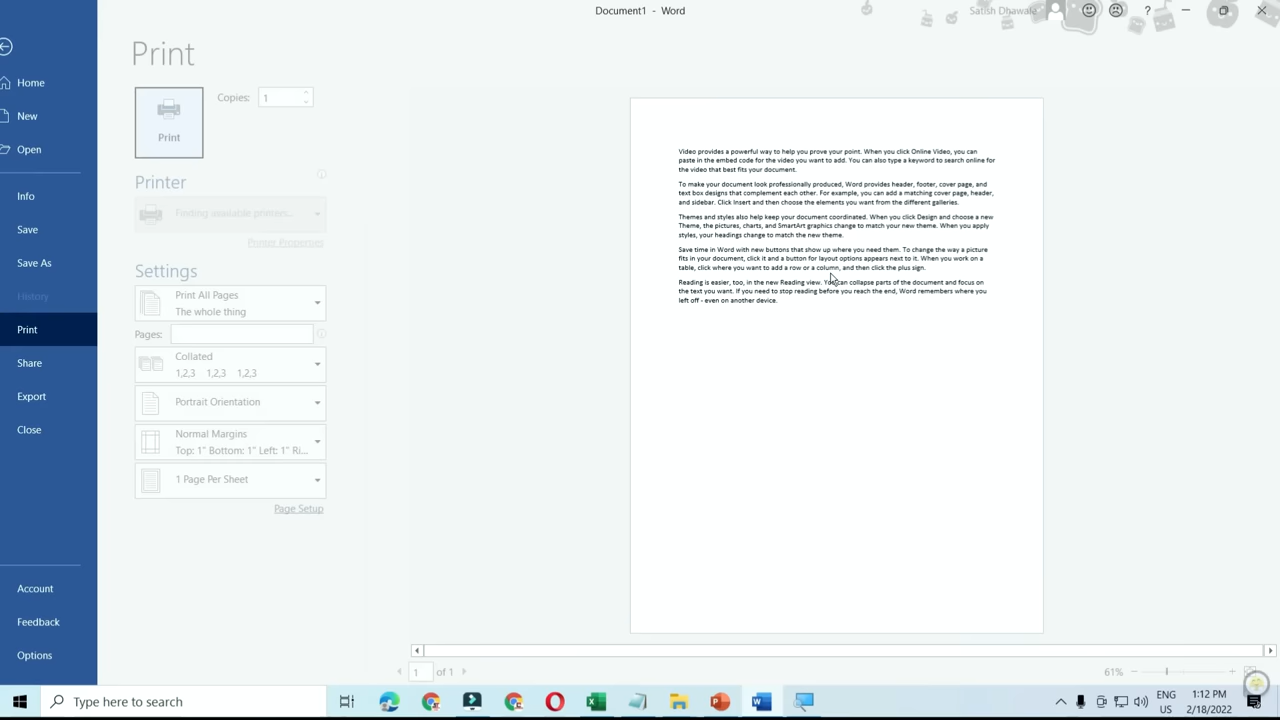 Document1 - Word
Satish Dhawale
?
Home
New
Open
Info
Save
Save As
History
Print
Share
Export
Close
Account
Feedback
Options
Print
Print
Copies: 1
Printer
Finding available printers...
Printer Properties
Settings
Print All Pages
The whole thing
Pages:
Collated
1,2,3 1,2,3 1,2,3
Portrait Orientation
Normal Margins
Top: 1" Bottom: 1" Left: 1" Ri...
1 Page Per Sheet
Page Setup
Video provides a powerful way to help you prove your point. When you click Online Video, you can
paste in the embed code for the video you want to add. You can also type a keyword to search online for
the video that best fits your document.
To make your document look professionally produced, Word provides header, footer, cover page, and
text box designs that complement each other. For example, you can add a matching cover page, header,
and sidebar. Click Insert and then choose the elements you want from the different galleries.
Themes and styles also help keep your document coordinated. When you click Design and choose a new
Theme, the pictures, charts, and SmartArt graphics change to match your new theme. When you apply
styles, your headings change to match the new theme.
Save time in Word with new buttons that show up where you need them. To change the way a picture
fits in your document, click it and a button for layout options appears next to it. When you work on a
table, click where you want to add a row or a column, and then click the plus sign.
Reading is easier, too, in the new Reading view. You can collapse parts of the document and focus on
the text you want. If you need to stop reading before you reach the end, Word remembers where you
left off - even on another device.
1 of 1
61%
Type here to search
ENG
US
1:12 PM
2/18/2022